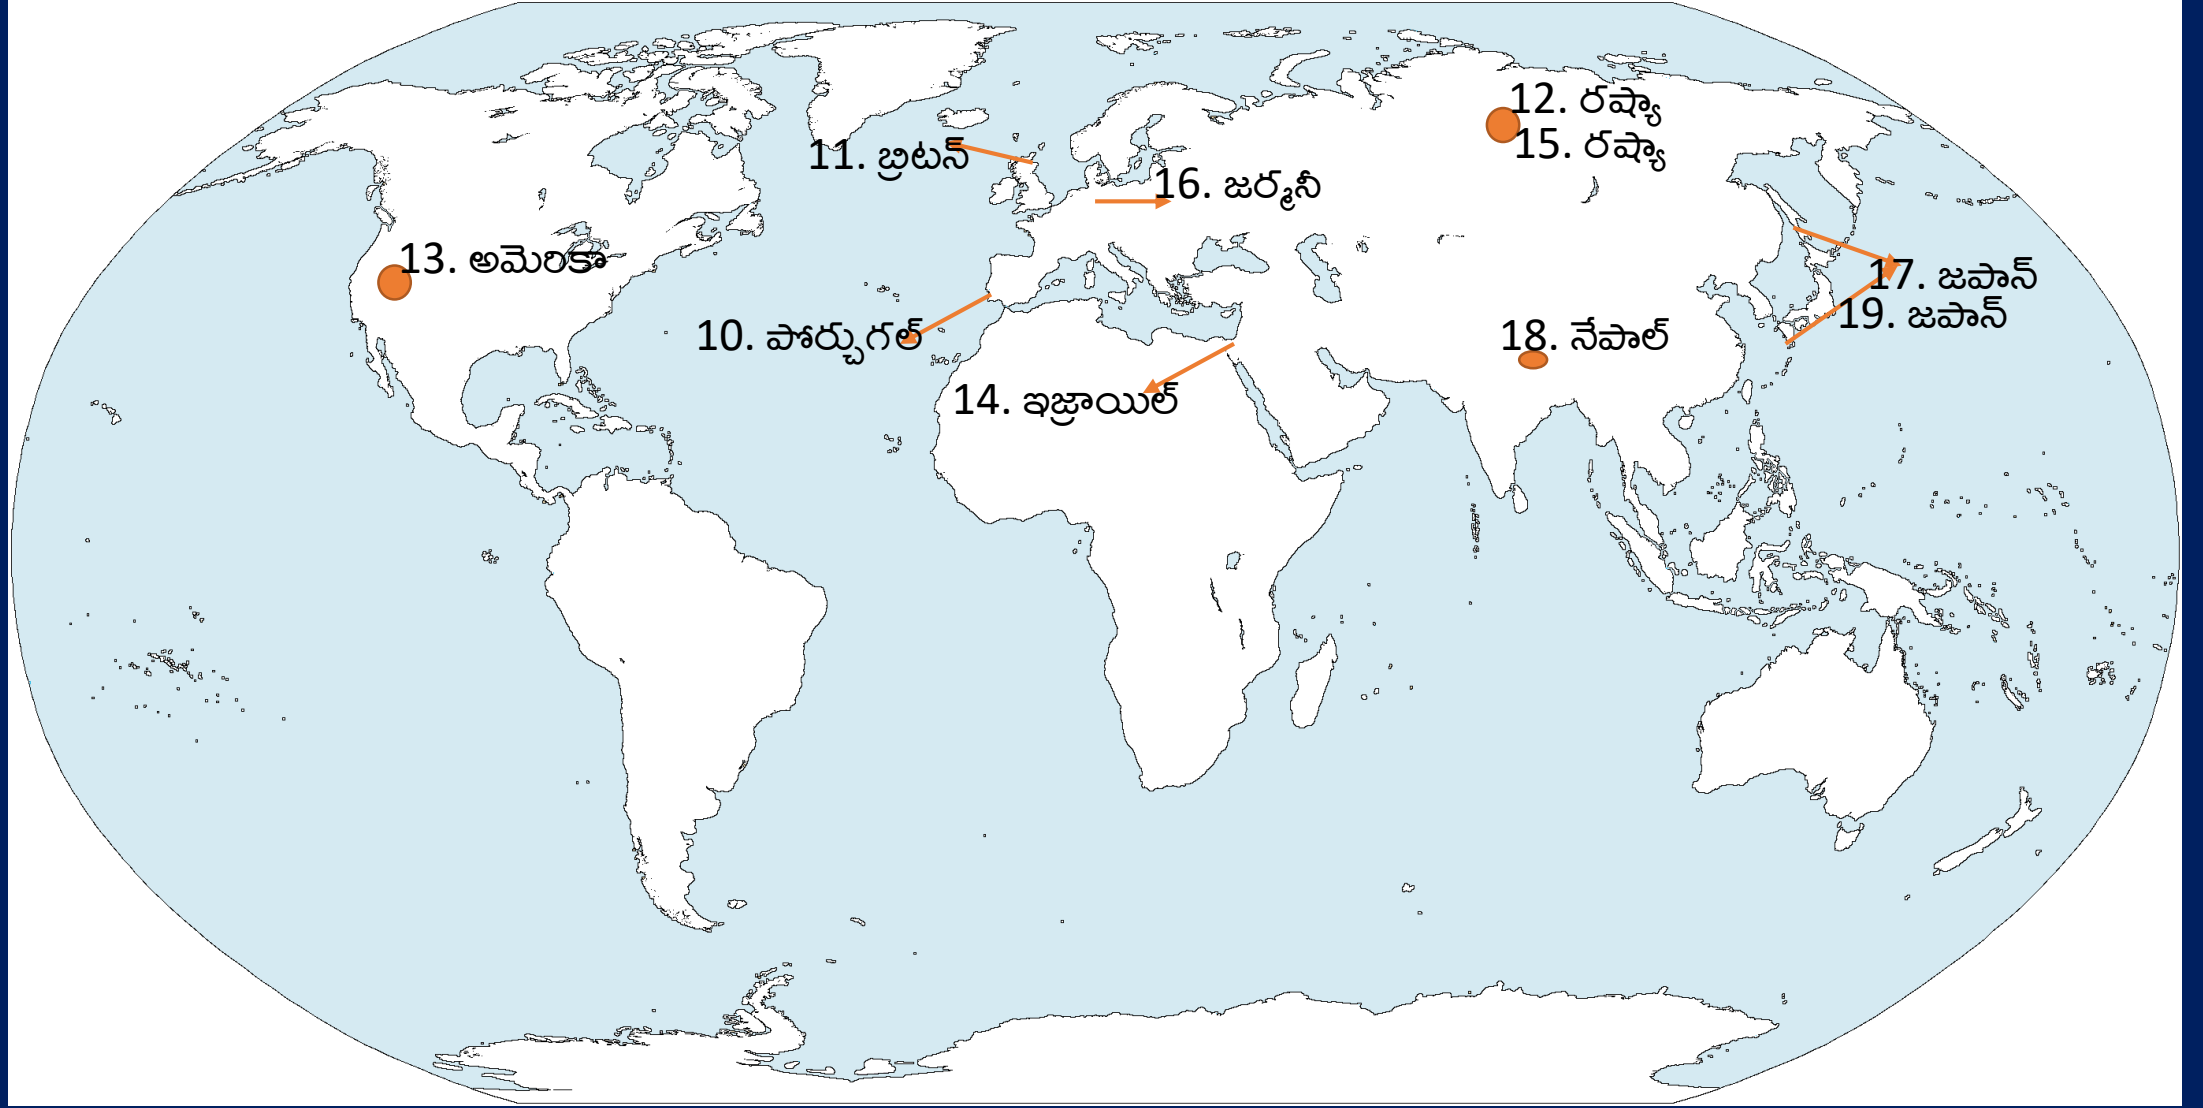 12. రష్యా
11. బ్రిటన్
15. రష్యా
16. జర్మనీ
13. అమెరికా
17. జపాన్
19. జపాన్
10. పోర్చుగల్
18. నేపాల్
14. ఇజ్రాయిల్